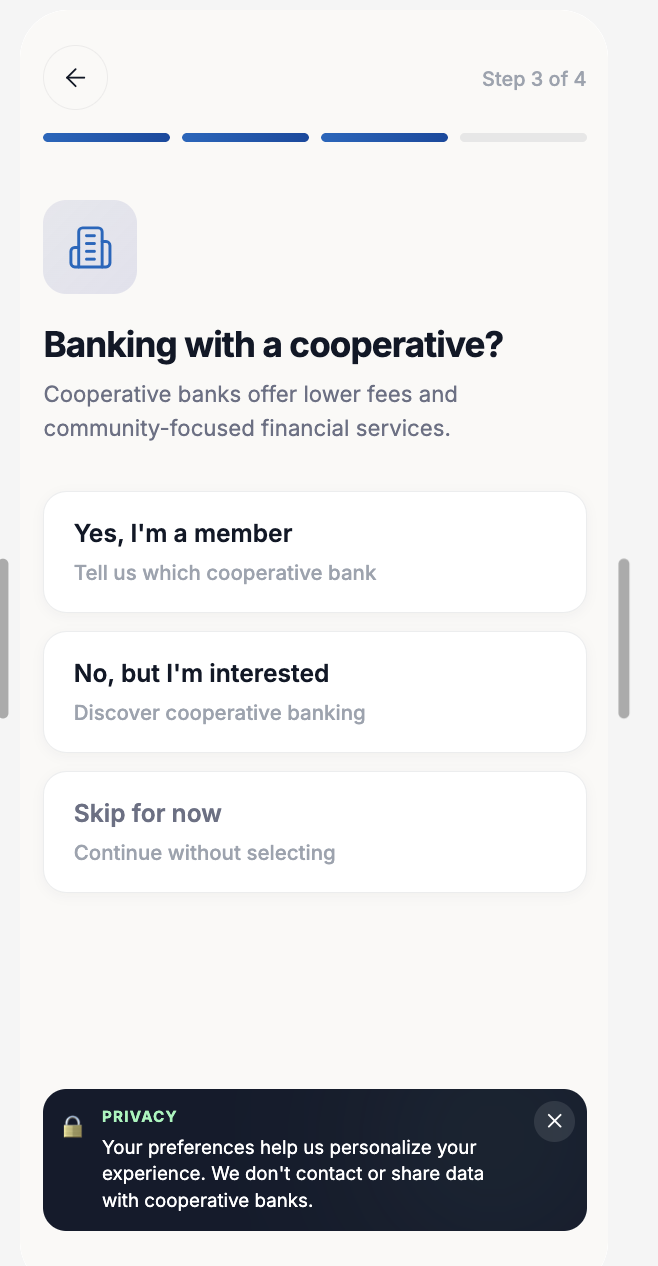 Step 3 of 4
Banking with a cooperative?
Cooperative banks offer lower fees and
community-focused financial services.
Yes, I'm a member
Tell us which cooperative bank
No, but I'm interested
Discover cooperative banking
Skip for now
Continue without selecting
PRIVACY
Your preferences help us personalize your
experience. We don't contact or share data
with cooperative banks.